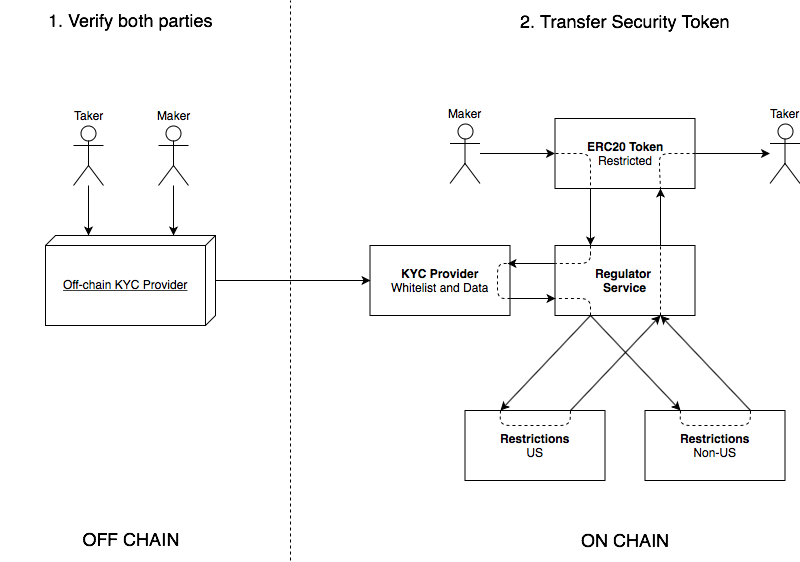 1. Verify both parties
2. Transfer Security Token
Taker
Maker
Maker
Taker
ERC20 Token
Restricted
Off-chain KYC Provider
KYC Provider
Whitelist and Data
Regulator
Service
Restrictions
US
Restrictions
Non-US
OFF CHAIN
ON CHAIN